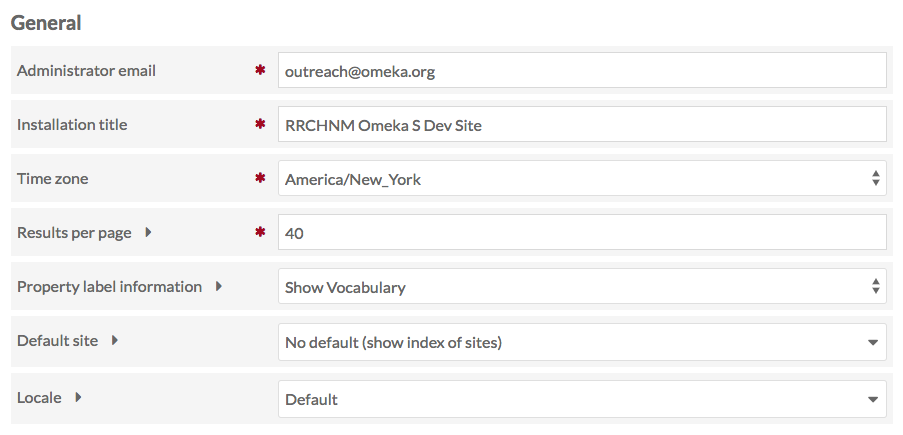 General
Administrator email * outreach@omeka.org
Installation title * RRCHNM Omeka S Dev Site
Time zone * America/New_York
Results per page * 40
Property label information Show Vocabulary
Default site No default (show index of sites)
Locale Default